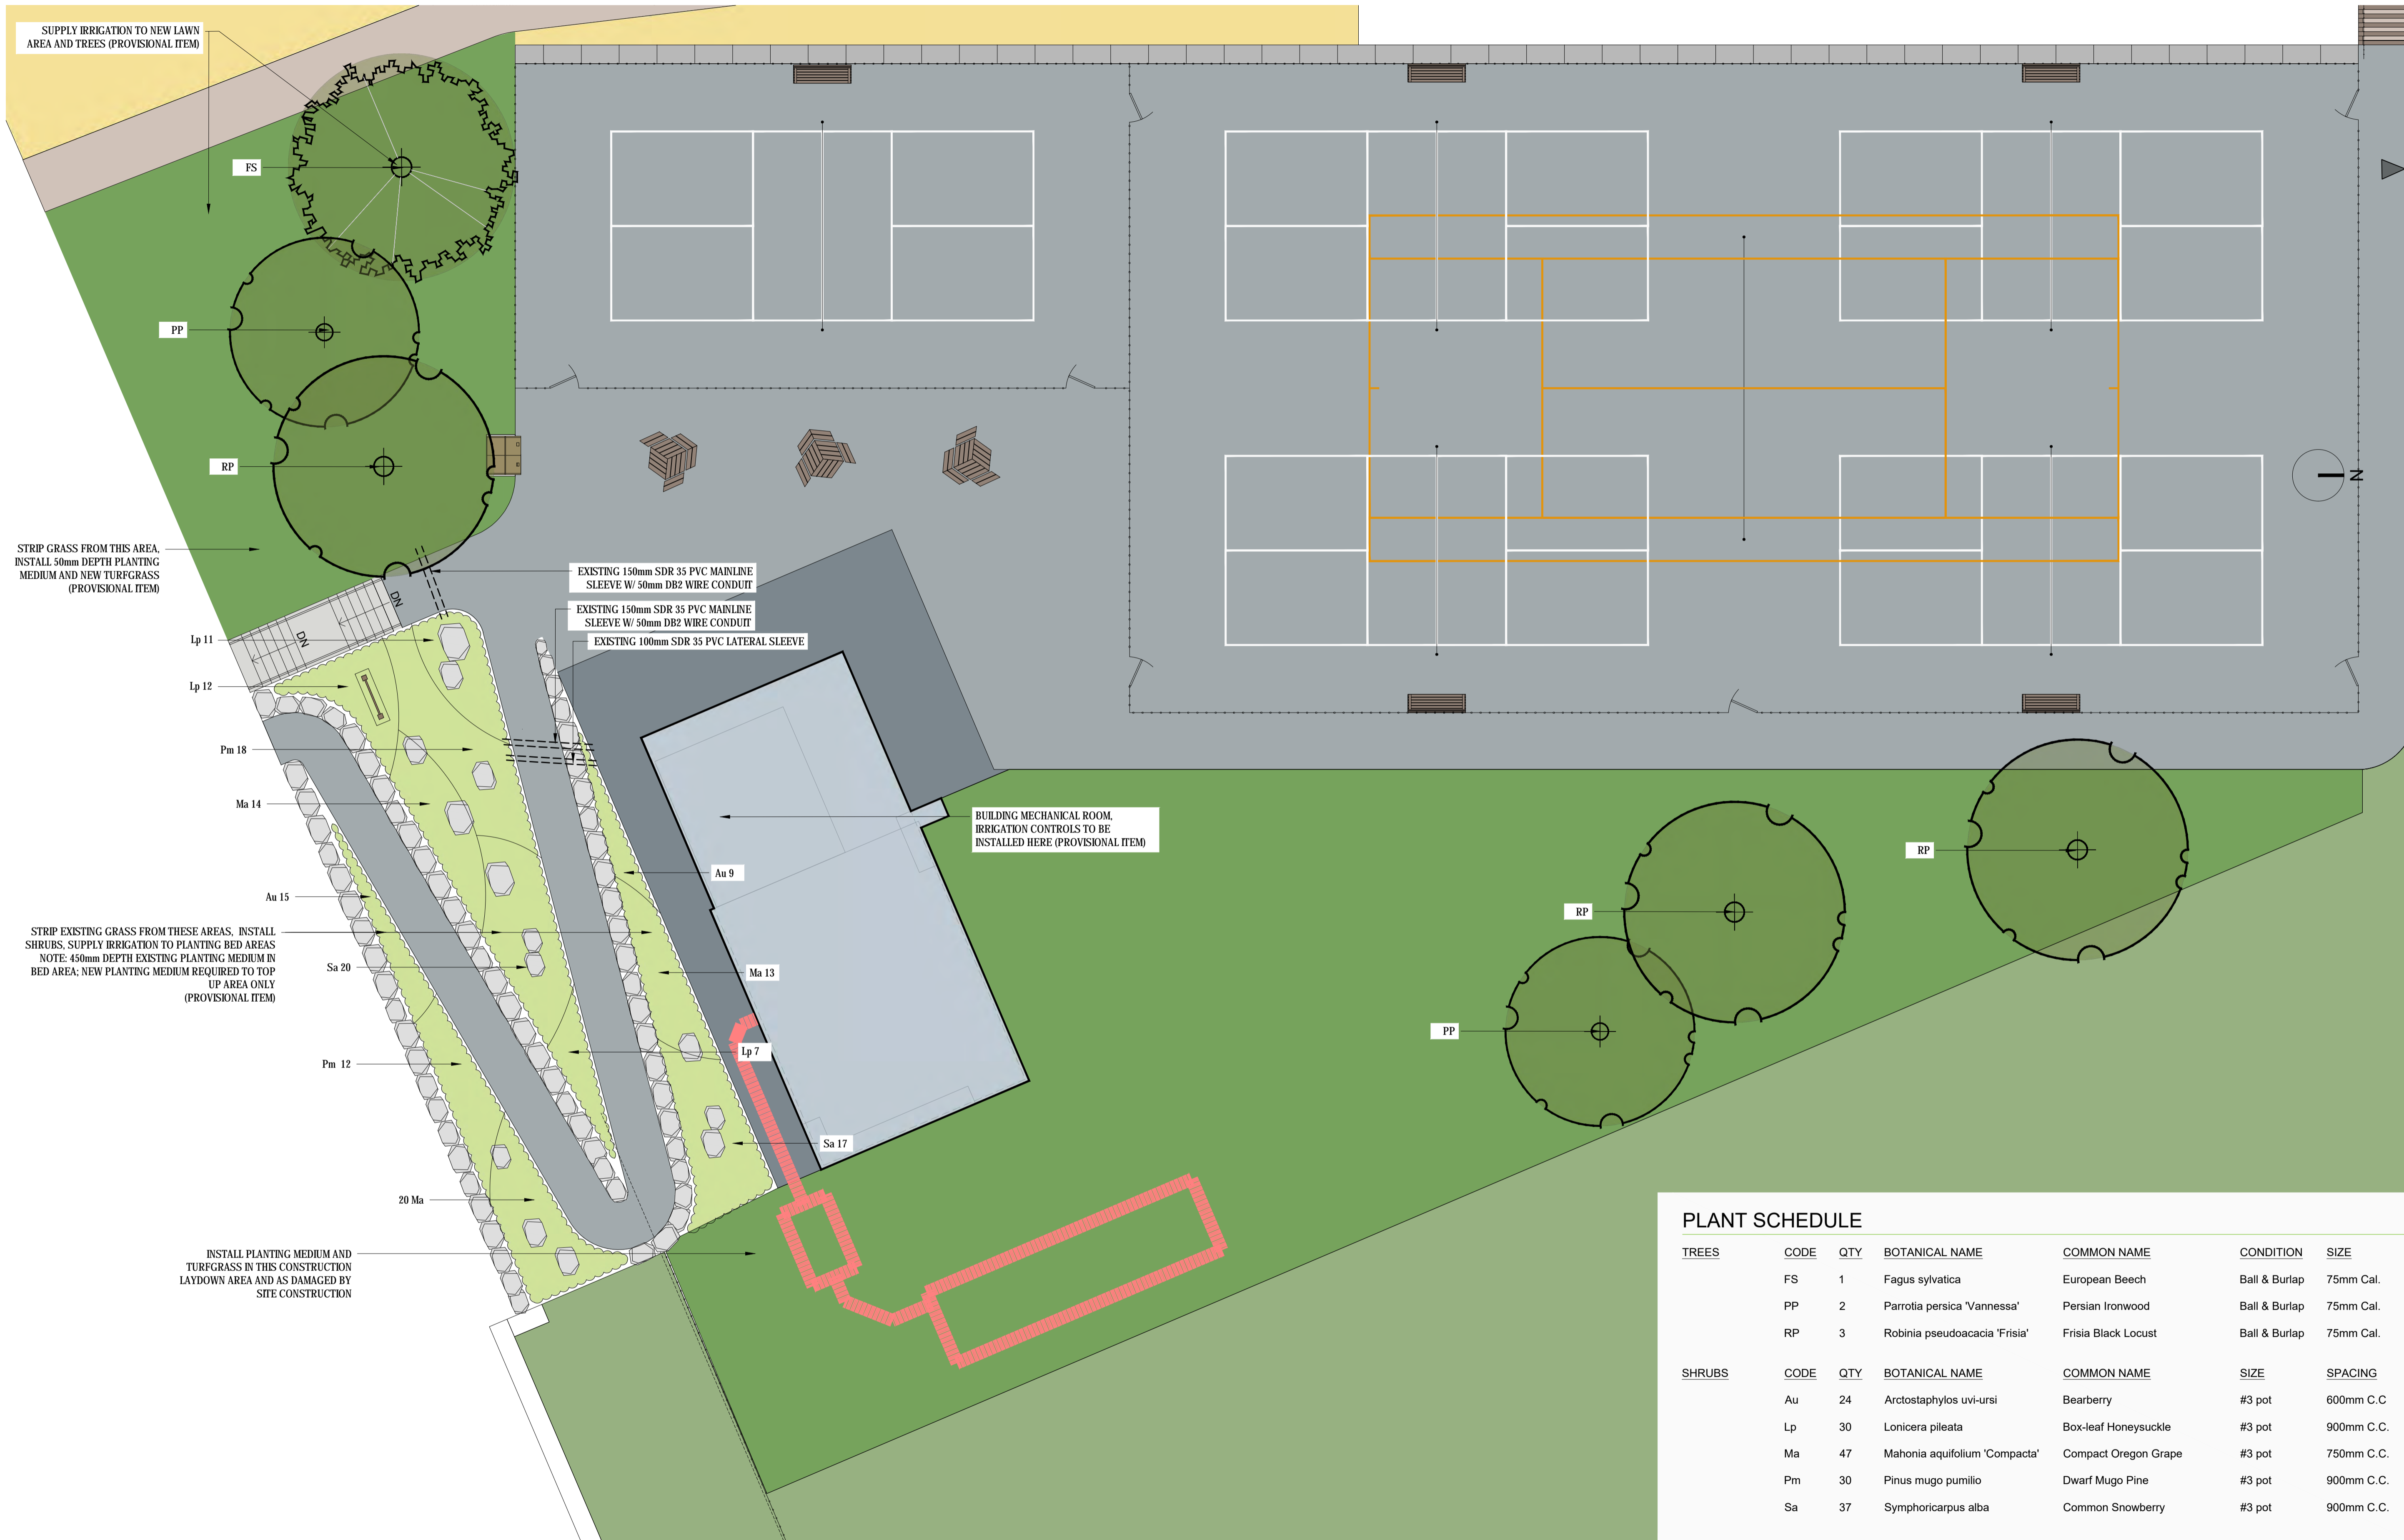 SUPPLY IRRIGATION TO NEW LAWN
AREA AND TREES (PROVISIONAL ITEM)
FS
PP
RP
STRIP GRASS FROM THIS AREA,
INSTALL 50mm DEPTH PLANTING
MEDIUM AND NEW TURFGRASS
(PROVISIONAL ITEM)
N
EXISTING 150mm SDR 35 PVC MAINLINE
SLEEVE W/ 50mm DB2 WIRE CONDUIT
EXISTING 150mm SDR 35 PVC MAINLINE
SLEEVE W/ 50mm DB2 WIRE CONDUIT
EXISTING 100mm SDR 35 PVC LATERAL SLEEVE
DN
DN
Lp 11
Lp 12
Pm 18
Ma 14
BUILDING MECHANICAL ROOM,
IRRIGATION CONTROLS TO BE
INSTALLED HERE (PROVISIONAL ITEM)
RP
Au 9
Au 15
RP
STRIP EXISTING GRASS FROM THESE AREAS, INSTALL
SHRUBS, SUPPLY IRRIGATION TO PLANTING BED AREAS
NOTE: 450mm DEPTH EXISTING PLANTING MEDIUM IN
BED AREA; NEW PLANTING MEDIUM REQUIRED TO TOP
UP AREA ONLY
(PROVISIONAL ITEM)
Sa 20
Ma 13
PP
Lp 7
Pm 12
Sa 17
20 Ma
INSTALL PLANTING MEDIUM AND
TURFGRASS IN THIS CONSTRUCTION
LAYDOWN AREA AND AS DAMAGED BY
SITE CONSTRUCTION
PLANT SCHEDULE
TREES CODE QTY BOTANICAL NAME COMMON NAME CONDITION SIZE
FS 1 Fagus sylvatica European Beech Ball & Burlap 75mm Cal.
PP 2 Parrotia persica 'Vannessa' Persian Ironwood Ball & Burlap 75mm Cal.
RP 3 Robinia pseudoacacia 'Frisia' Frisia Black Locust Ball & Burlap 75mm Cal.
SHRUBS CODE QTY BOTANICAL NAME COMMON NAME SIZE SPACING
Au 24 Arctostaphylos uvi-ursi Bearberry #3 pot 600mm C.C
Lp 30 Lonicera pileata Box-leaf Honeysuckle #3 pot 900mm C.C.
Ma 47 Mahonia aquifolium 'Compacta' Compact Oregon Grape #3 pot 750mm C.C.
Pm 30 Pinus mugo pumilio Dwarf Mugo Pine #3 pot 900mm C.C.
Sa 37 Symphoricarpus alba Common Snowberry #3 pot 900mm C.C.